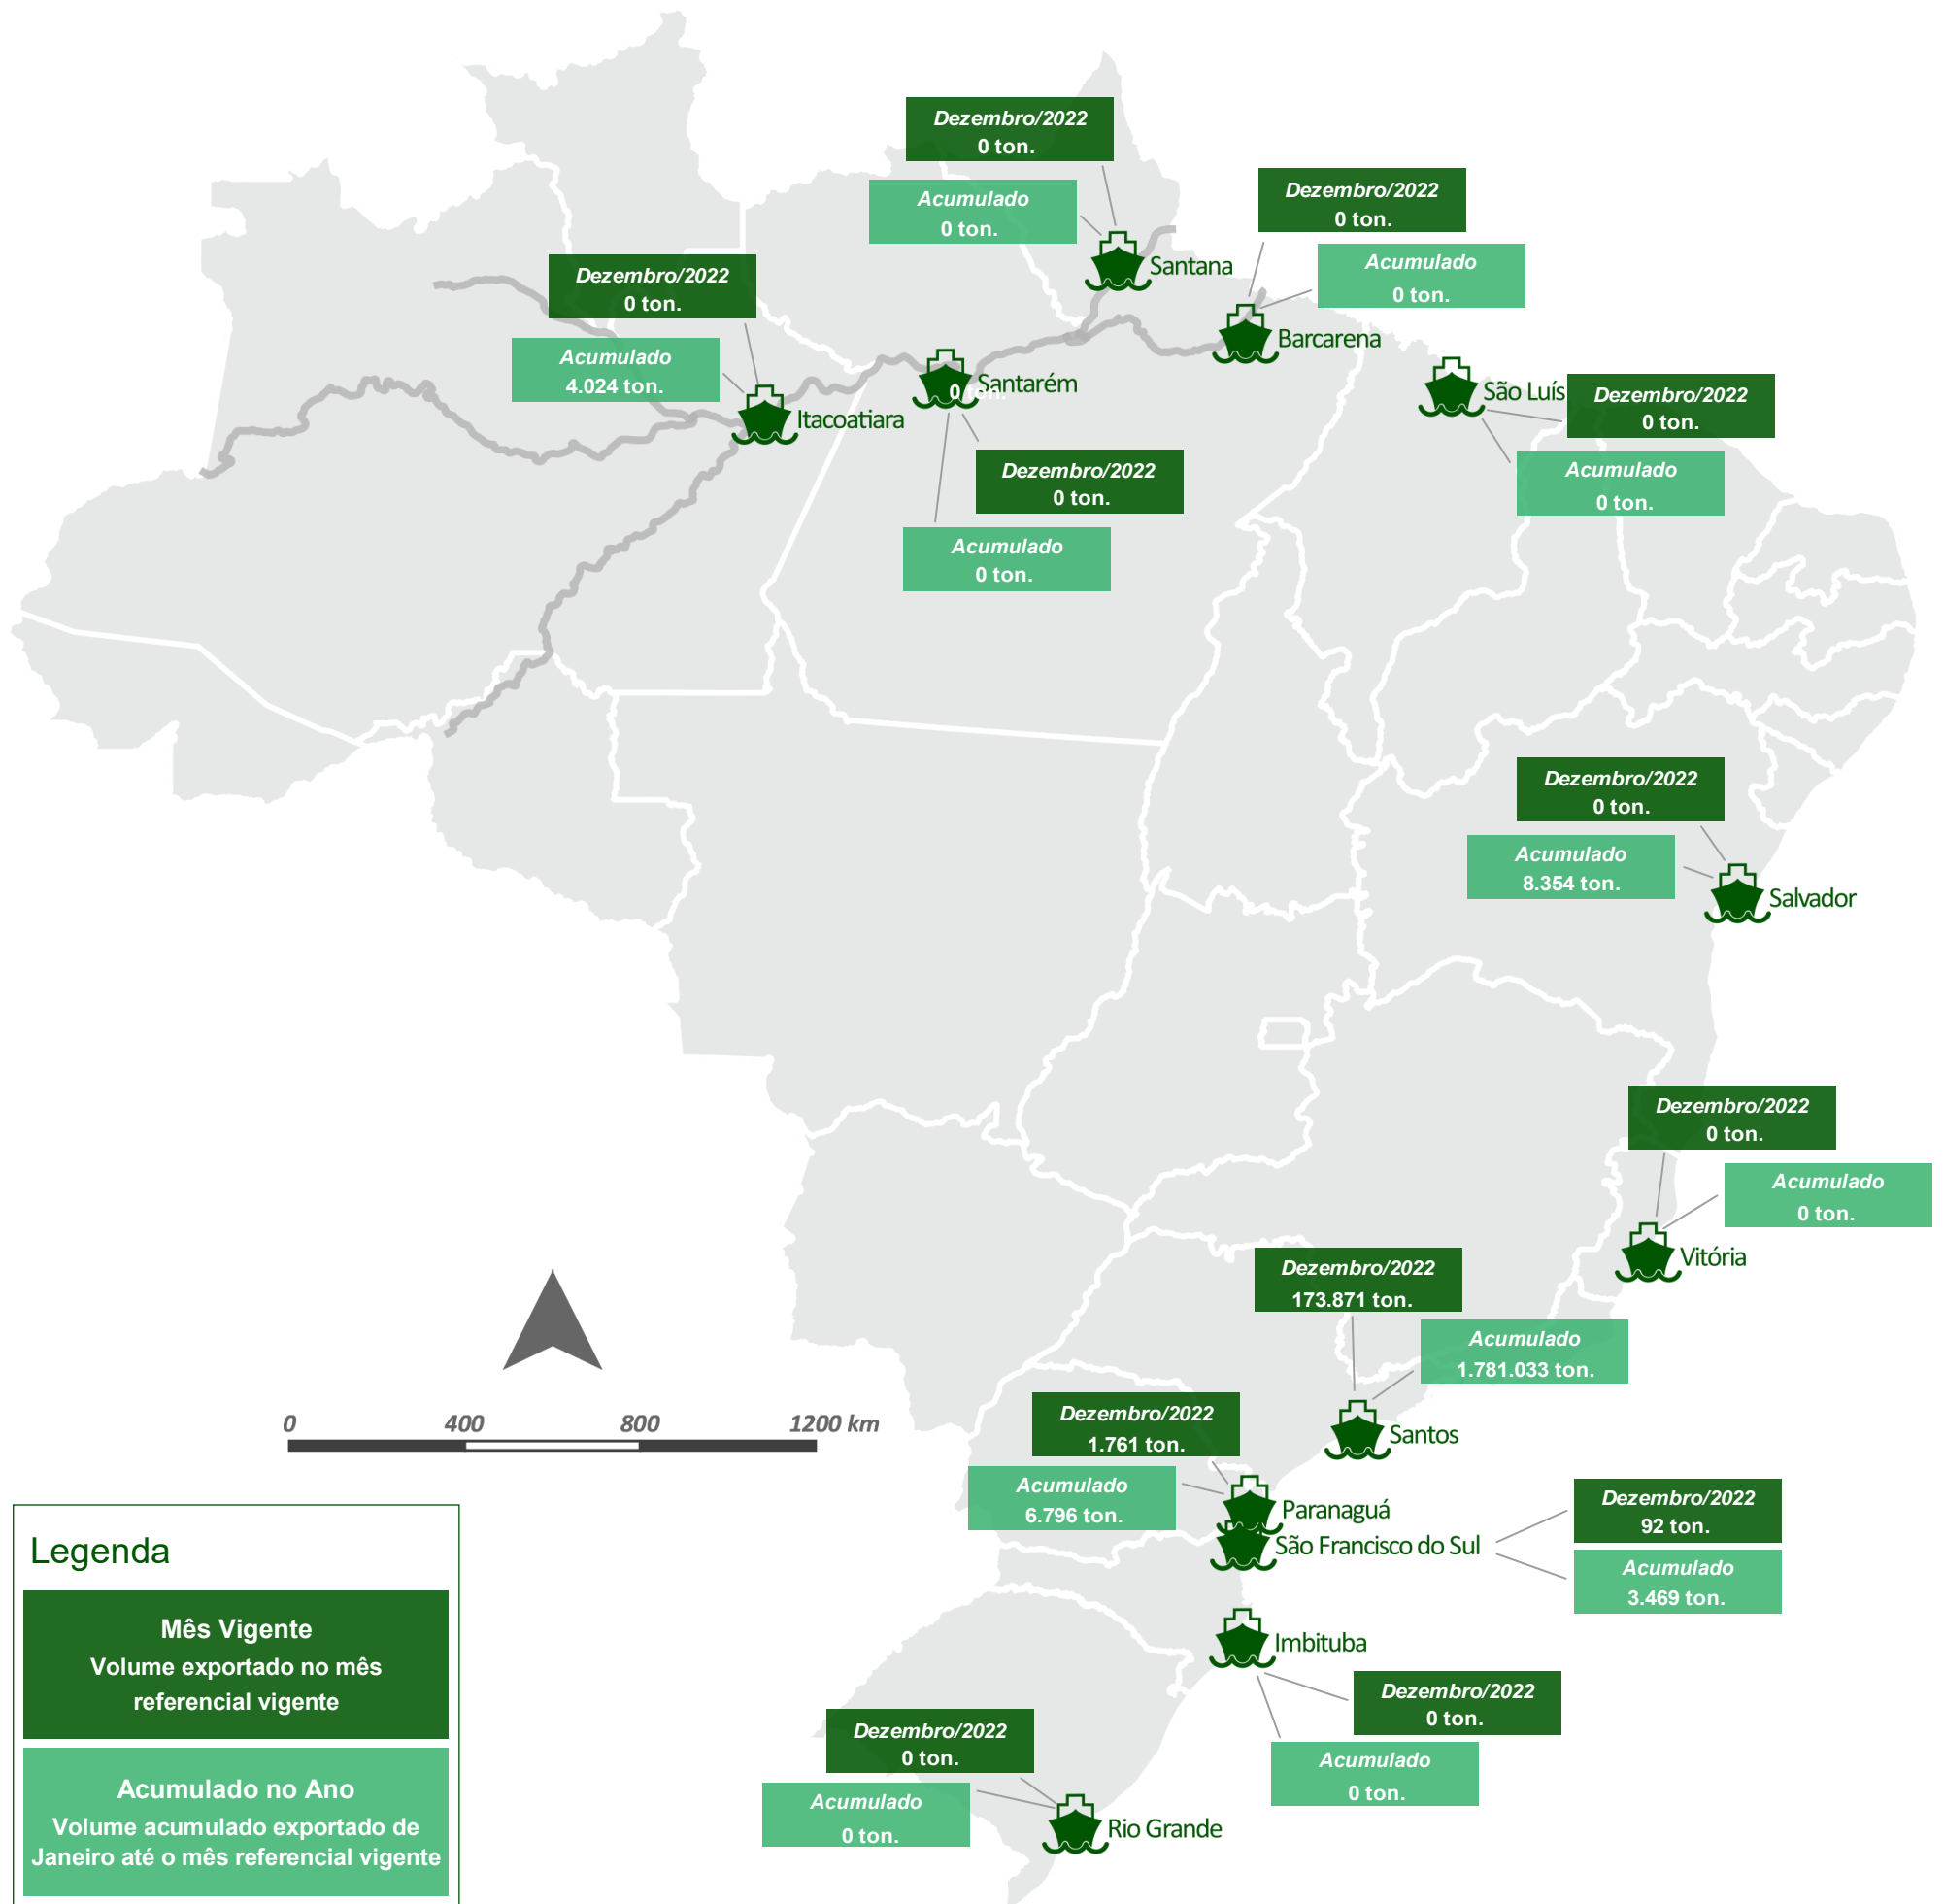 Dezembro/2022
0 ton.
Acumulado
0 ton.
Santana
Dezembro/2022
0 ton.
Acumulado
0 ton.
Barcarena
Dezembro/2022
0 ton.
Acumulado
4.024 ton.
Itacoatiara
Santarém
0 ton.
Dezembro/2022
0 ton.
Acumulado
0 ton.
São Luís
Dezembro/2022
0 ton.
Acumulado
0 ton.
Dezembro/2022
0 ton.
Acumulado
8.354 ton.
Salvador
Dezembro/2022
0 ton.
Acumulado
0 ton.
Vitória
Dezembro/2022
173.871 ton.
Acumulado
1.781.033 ton.
Santos
Dezembro/2022
1.761 ton.
Acumulado
6.796 ton.
Paranaguá
São Francisco do Sul
Dezembro/2022
92 ton.
Acumulado
3.469 ton.
Imbituba
Dezembro/2022
0 ton.
Acumulado
0 ton.
Dezembro/2022
0 ton.
Acumulado
0 ton.
Rio Grande
0 400 800 1200 km
Legenda
Mês Vigente
Volume exportado no mês
referencial vigente
Acumulado no Ano
Volume acumulado exportado de
Janeiro até o mês referencial vigente